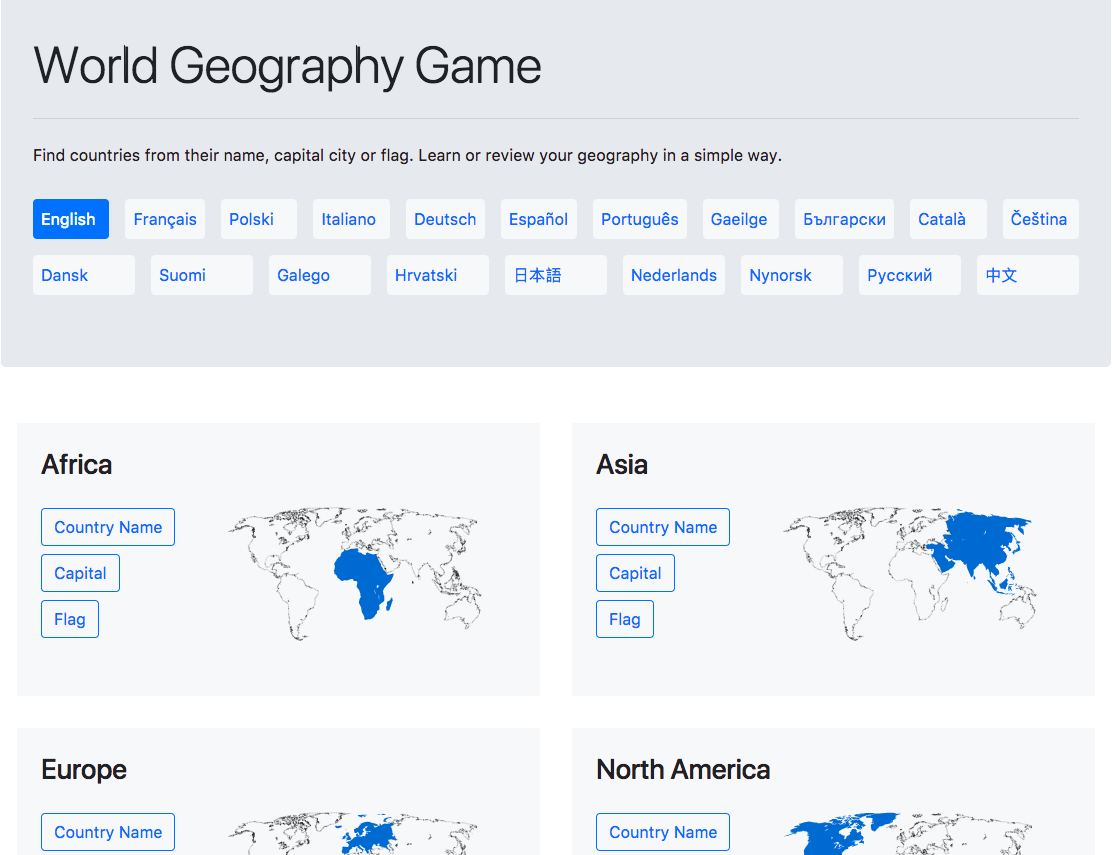 World Geography Game
Find countries from their name, capital city or flag. Learn or review your geography in a simple way.
English Français Polski Italiano Deutsch Español Português Gaeilge Български Català Čeština
Dansk Suomi Galego Hrvatski 日本語 Nederlands Nynorsk Русский 中文
Africa
Country Name
Capital
Flag
Asia
Country Name
Capital
Flag
Europe
Country Name
North America
Country Name